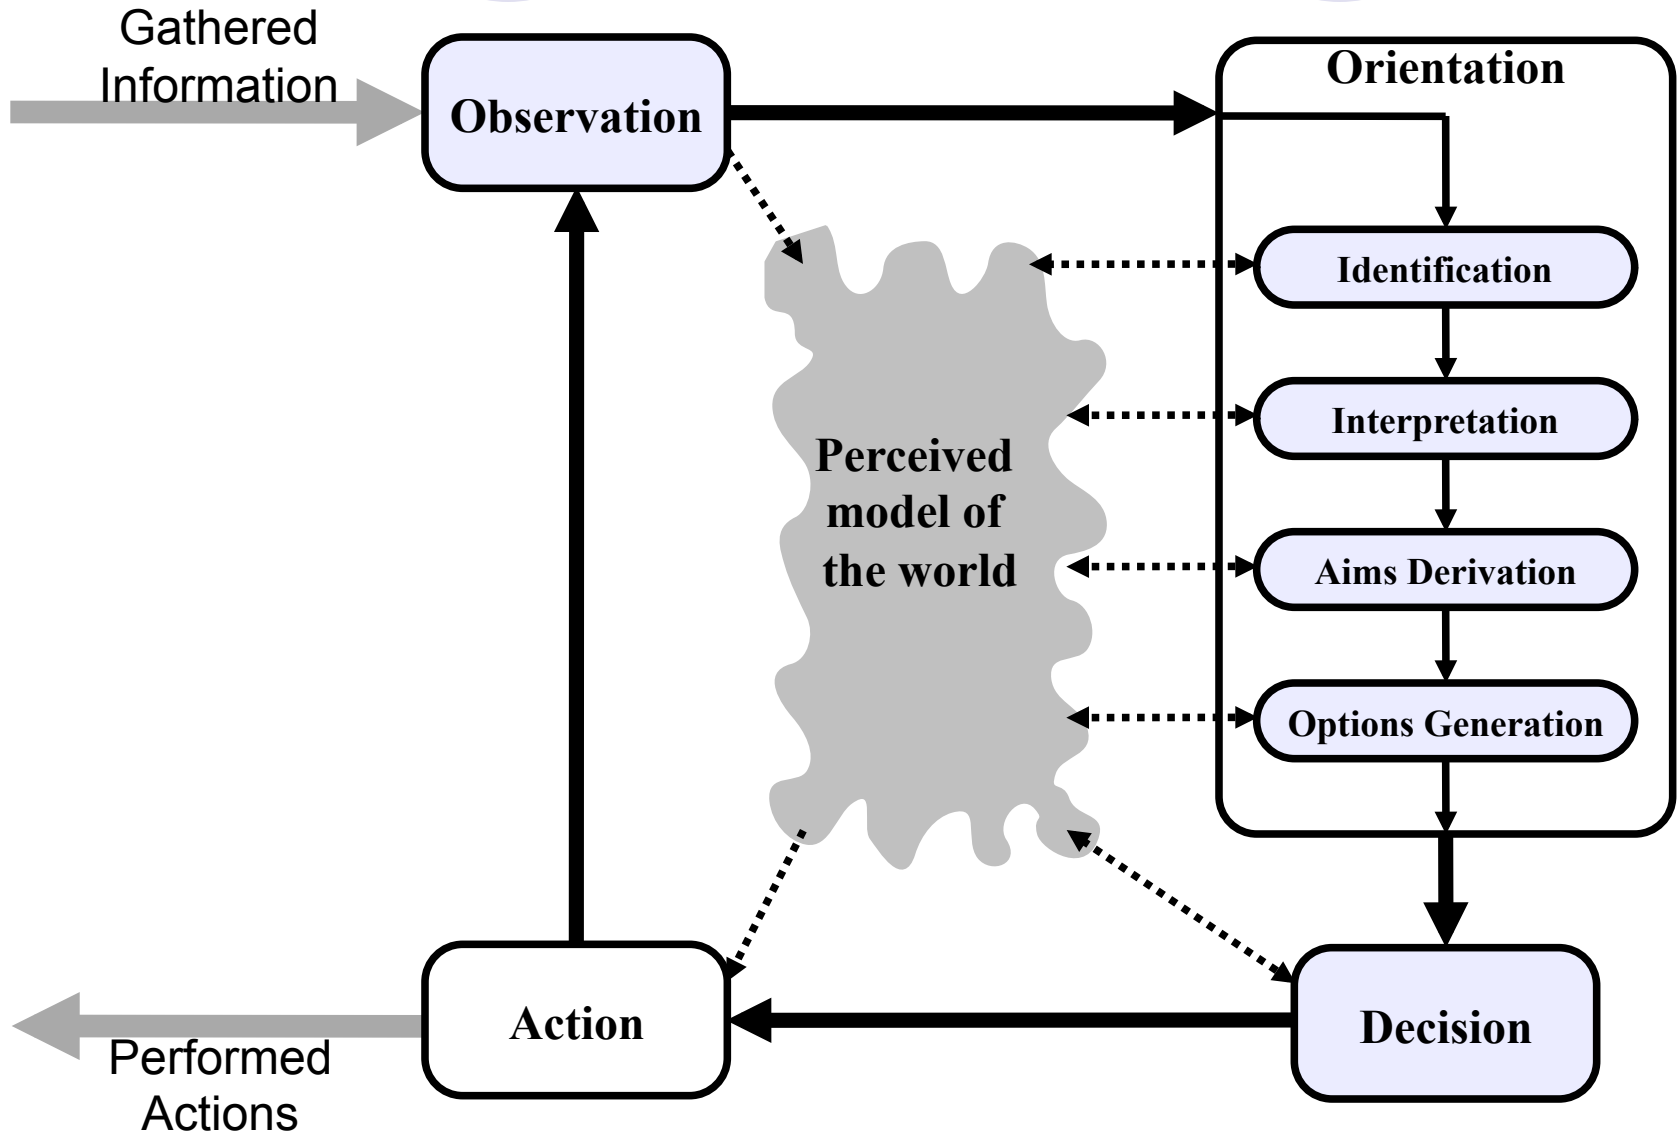 Gathered
Information
Observation
Orientation
Identification
Interpretation
Aims Derivation
Options Generation
Perceived
model of
the world
Action
Decision
Performed
Actions